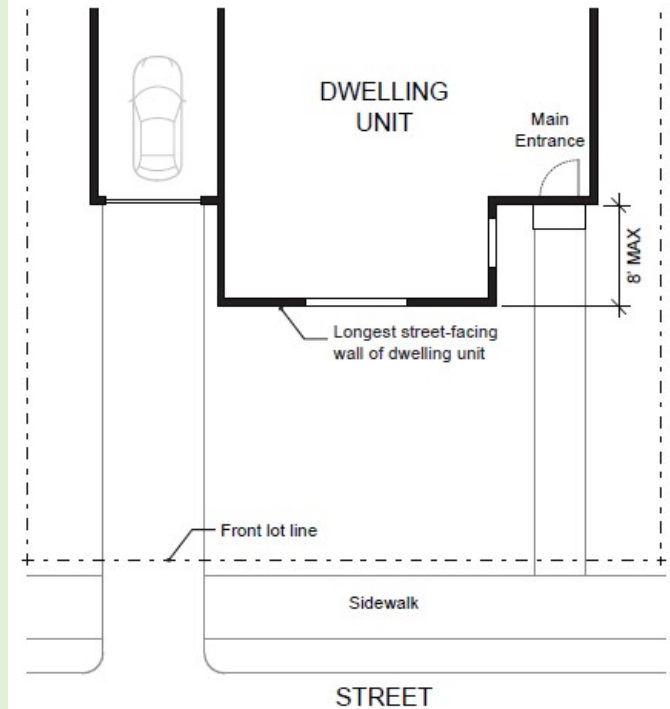 DWELLING
UNIT
Main
Entrance
8' MAX
Longest street-facing
wall of dwelling unit
Front lot line
Sidewalk
STREET